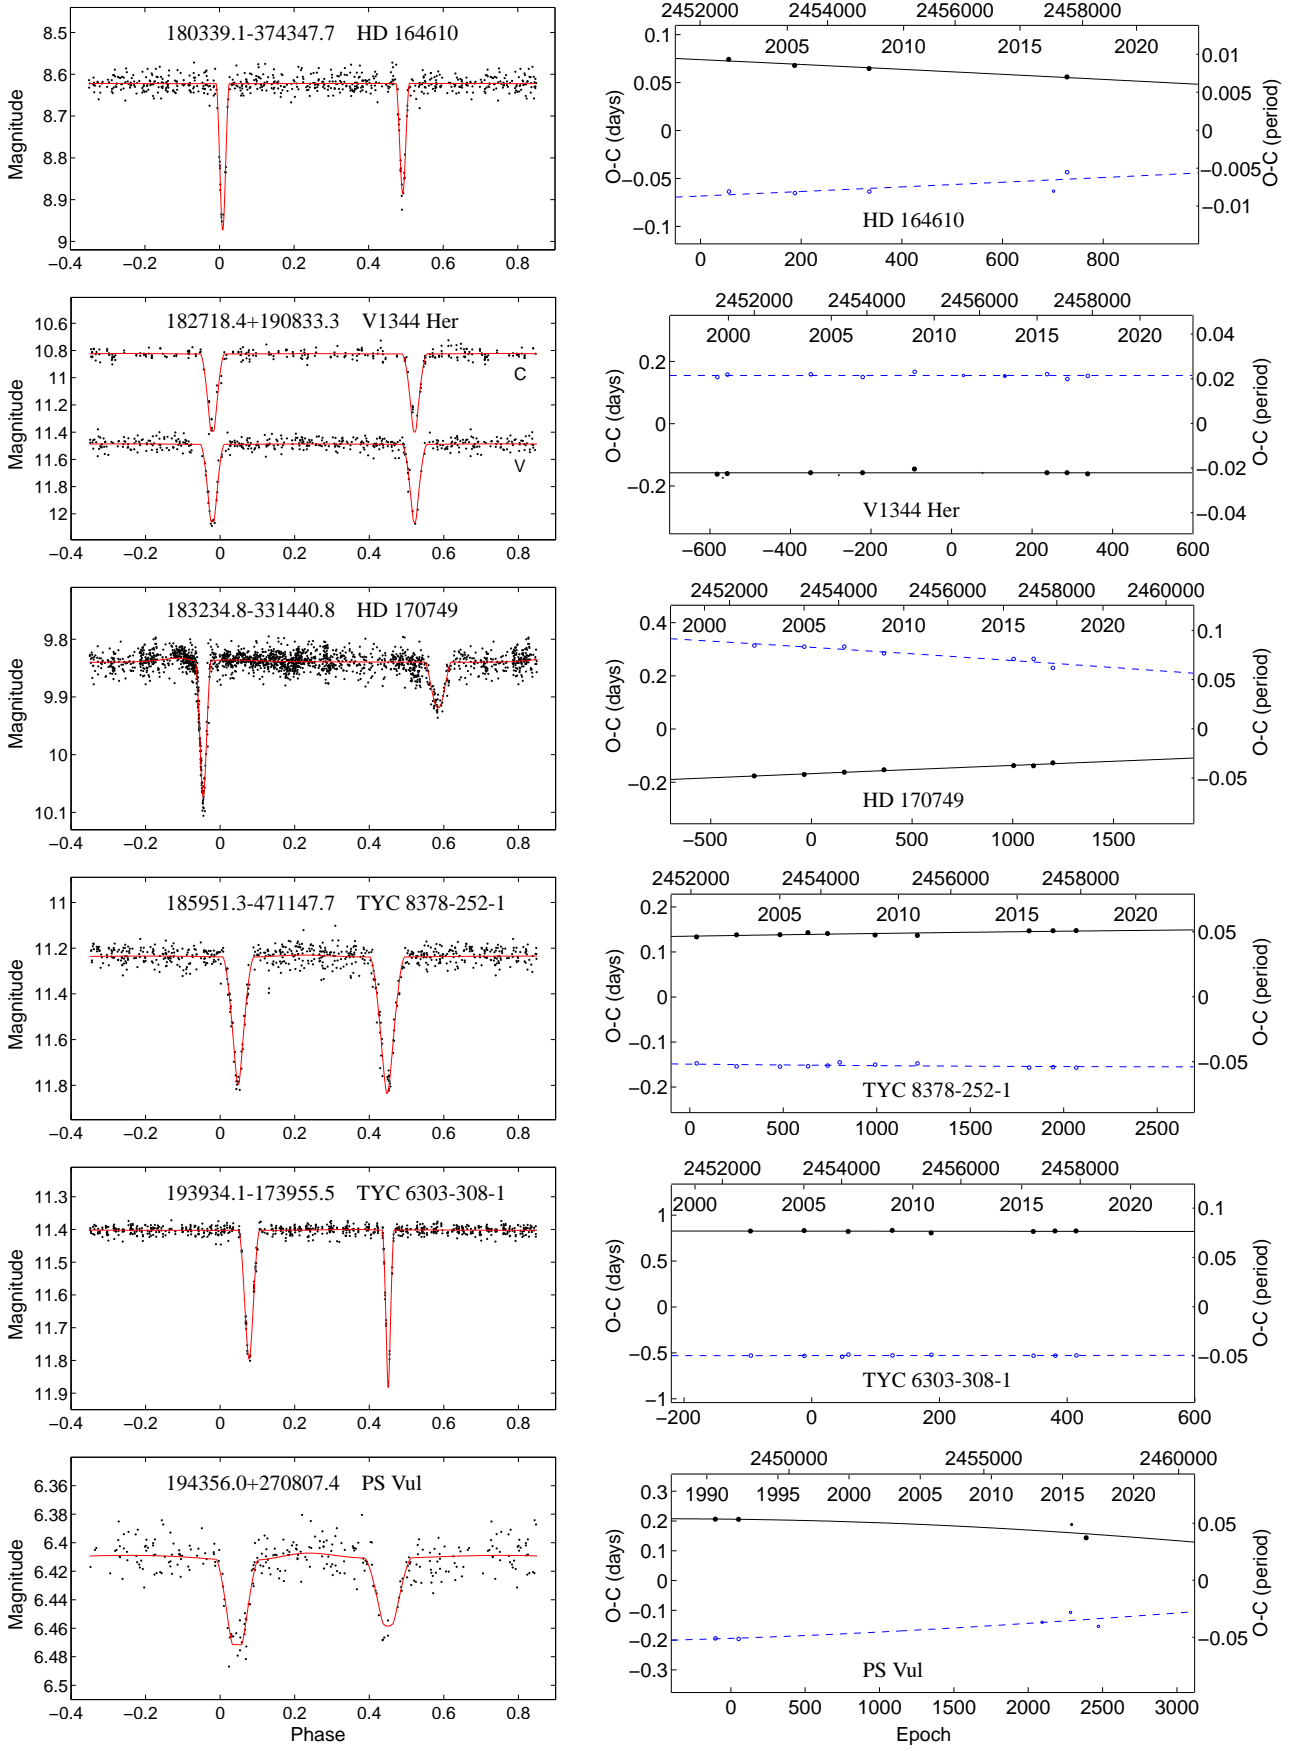 180339.1-374347.7 HD 164610
Magnitude
8.5
8.6
8.7
8.8
8.9
9
−0.4 −0.2 0 0.2 0.4 0.6 0.8
2452000 2454000 2456000 2458000
2005 2010 2015 2020
O-C (days)
0.1
0.05
0
−0.05
−0.1
0.01
0.005
0
−0.005
−0.01
O-C (period)
HD 164610
0 200 400 600 800
182718.4+190833.3 V1344 Her
Magnitude
10.6
10.8
11
11.2
11.4
11.6
11.8
12
C
V
−0.4 −0.2 0 0.2 0.4 0.6 0.8
2452000 2454000 2456000 2458000
2000 2005 2010 2015 2020
O-C (days)
0.2
0
−0.2
0.04
0.02
0
−0.02
−0.04
O-C (period)
V1344 Her
−600 −400 −200 0 200 400 600
183234.8-331440.8 HD 170749
Magnitude
9.8
9.9
10
10.1
−0.4 −0.2 0 0.2 0.4 0.6 0.8
2452000 2454000 2456000 2458000 2460000
2000 2005 2010 2015 2020
O-C (days)
0.4
0.2
0
−0.2
0.1
0.05
0
−0.05
O-C (period)
HD 170749
−500 0 500 1000 1500
185951.3-471147.7 TYC 8378-252-1
Magnitude
11
11.2
11.4
11.6
11.8
−0.4 −0.2 0 0.2 0.4 0.6 0.8
2452000 2454000 2456000 2458000
2005 2010 2015 2020
O-C (days)
0.2
0.1
0
−0.1
−0.2
0.05
0
−0.05
O-C (period)
TYC 8378-252-1
0 500 1000 1500 2000 2500
193934.1-173955.5 TYC 6303-308-1
Magnitude
11.3
11.4
11.5
11.6
11.7
11.8
11.9
−0.4 −0.2 0 0.2 0.4 0.6 0.8
2452000 2454000 2456000 2458000
2000 2005 2010 2015 2020
O-C (days)
1
0.5
0
−0.5
−1
0.1
0.05
0
−0.05
O-C (period)
TYC 6303-308-1
−200 0 200 400 600
194356.0+270807.4 PS Vul
Magnitude
6.36
6.38
6.4
6.42
6.44
6.46
6.48
6.5
−0.4 −0.2 0 0.2 0.4 0.6 0.8
Phase
2450000 2455000 2460000
1990 1995 2000 2005 2010 2015 2020
O-C (days)
0.3
0.2
0.1
0
−0.1
−0.2
−0.3
0.05
0
−0.05
O-C (period)
PS Vul
0 500 1000 1500 2000 2500 3000
Epoch